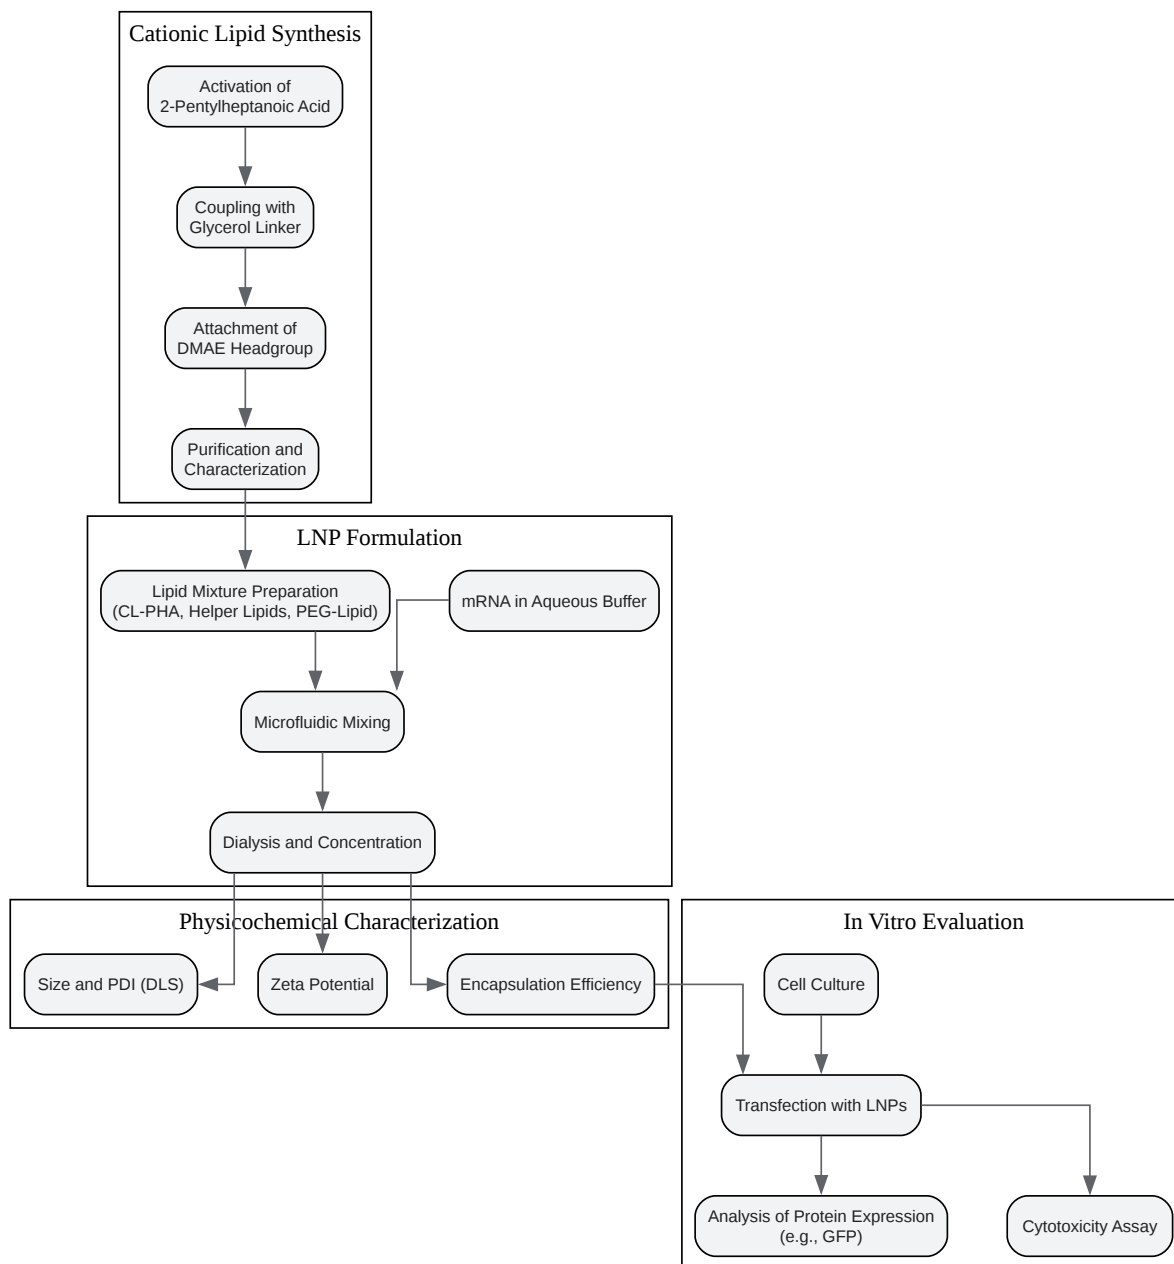 Cationic Lipid Synthesis
Activation of
2-Pentylheptanoic Acid
Coupling with
Glycerol Linker
Attachment of
DMAE Headgroup
Purification and
Characterization
LNP Formulation
Lipid Mixture Preparation
(CL-PHA, Helper Lipids, PEG-Lipid)
mRNA in Aqueous Buffer
Microfluidic Mixing
Dialysis and Concentration
Physicochemical Characterization
Size and PDI (DLS)
Zeta Potential
Encapsulation Efficiency
In Vitro Evaluation
Cell Culture
Transfection with LNPs
Analysis of Protein Expression
(e.g., GFP)
Cytotoxicity Assay